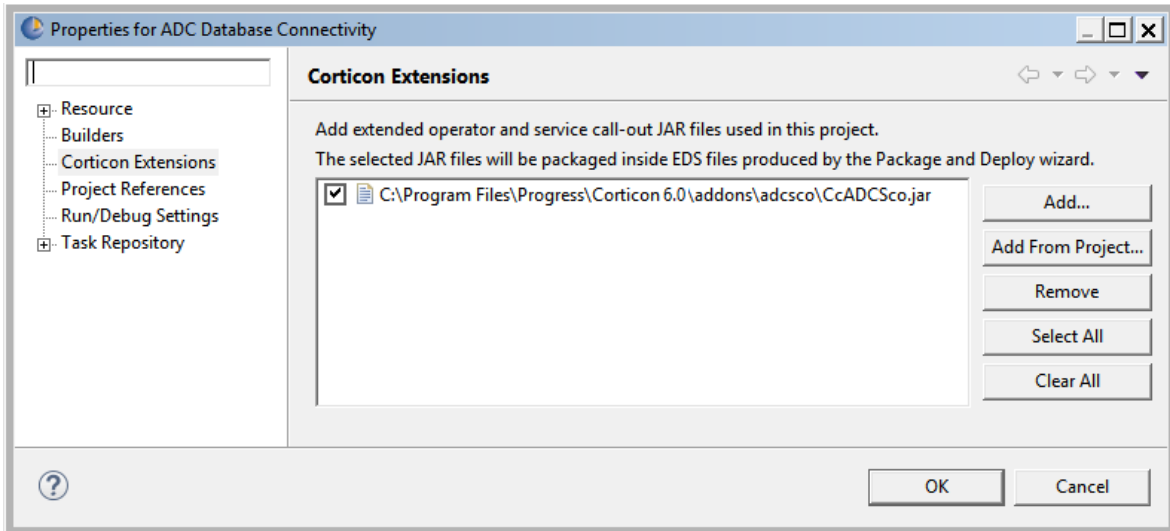 Properties for ADC Database Connectivity
Corticon Extensions
Resource
Builders
Corticon Extensions
Project References
Run/Debug Settings
Task Repository
Add extended operator and service call-out JAR files used in this project.
The selected JAR files will be packaged inside EDS files produced by the Package and Deploy wizard.
C:\Program Files\Progress\Corticon 6.0\addons\adcsco\CcADCSco.jar
Add...
Add From Project...
Remove
Select All
Clear All
OK
Cancel